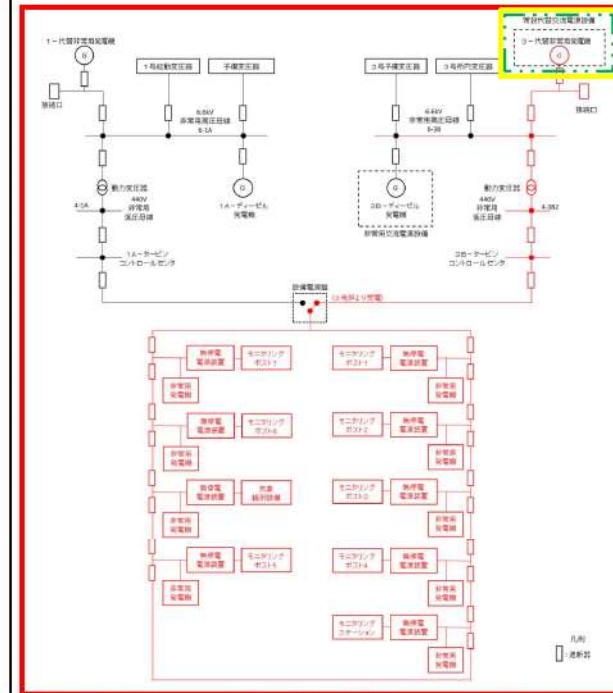 常設代替交流電源設備
1－代替非常用発電機
3－代替非常用発電機
G
G
1号起動変圧器
予備変圧器
3号予備変圧器
3号所内変圧器
接続口
接続口
6.6kV
非常用高圧母線
6-1A
6.6kV
非常用高圧母線
6-3B
動力変圧器
動力変圧器
G
G
4-1A
440V
非常用
低圧母線
1A－ディーゼル
発電機
3B－ディーゼル
発電機
440V
非常用
低圧母線
4-3B2
非常用交流電源設備
1A－タービン
コントロールセンタ
3B－タービン
コントロールセンタ
設備電源盤
(3号炉より受電)
無停電
電源装置
モニタリング
ポスト7
モニタリング
ポスト1
無停電
電源装置
非常用
発電機
非常用
発電機
無停電
電源装置
モニタリング
ポスト6
モニタリング
ポスト2
無停電
電源装置
非常用
発電機
非常用
発電機
無停電
電源装置
気象
観測設備
モニタリング
ポスト3
無停電
電源装置
非常用
発電機
非常用
発電機
無停電
電源装置
モニタリング
ポスト5
モニタリング
ポスト4
無停電
電源装置
非常用
発電機
非常用
発電機
モニタリング
ステーション
無停電
電源装置
非常用
発電機
凡例
：遮断器